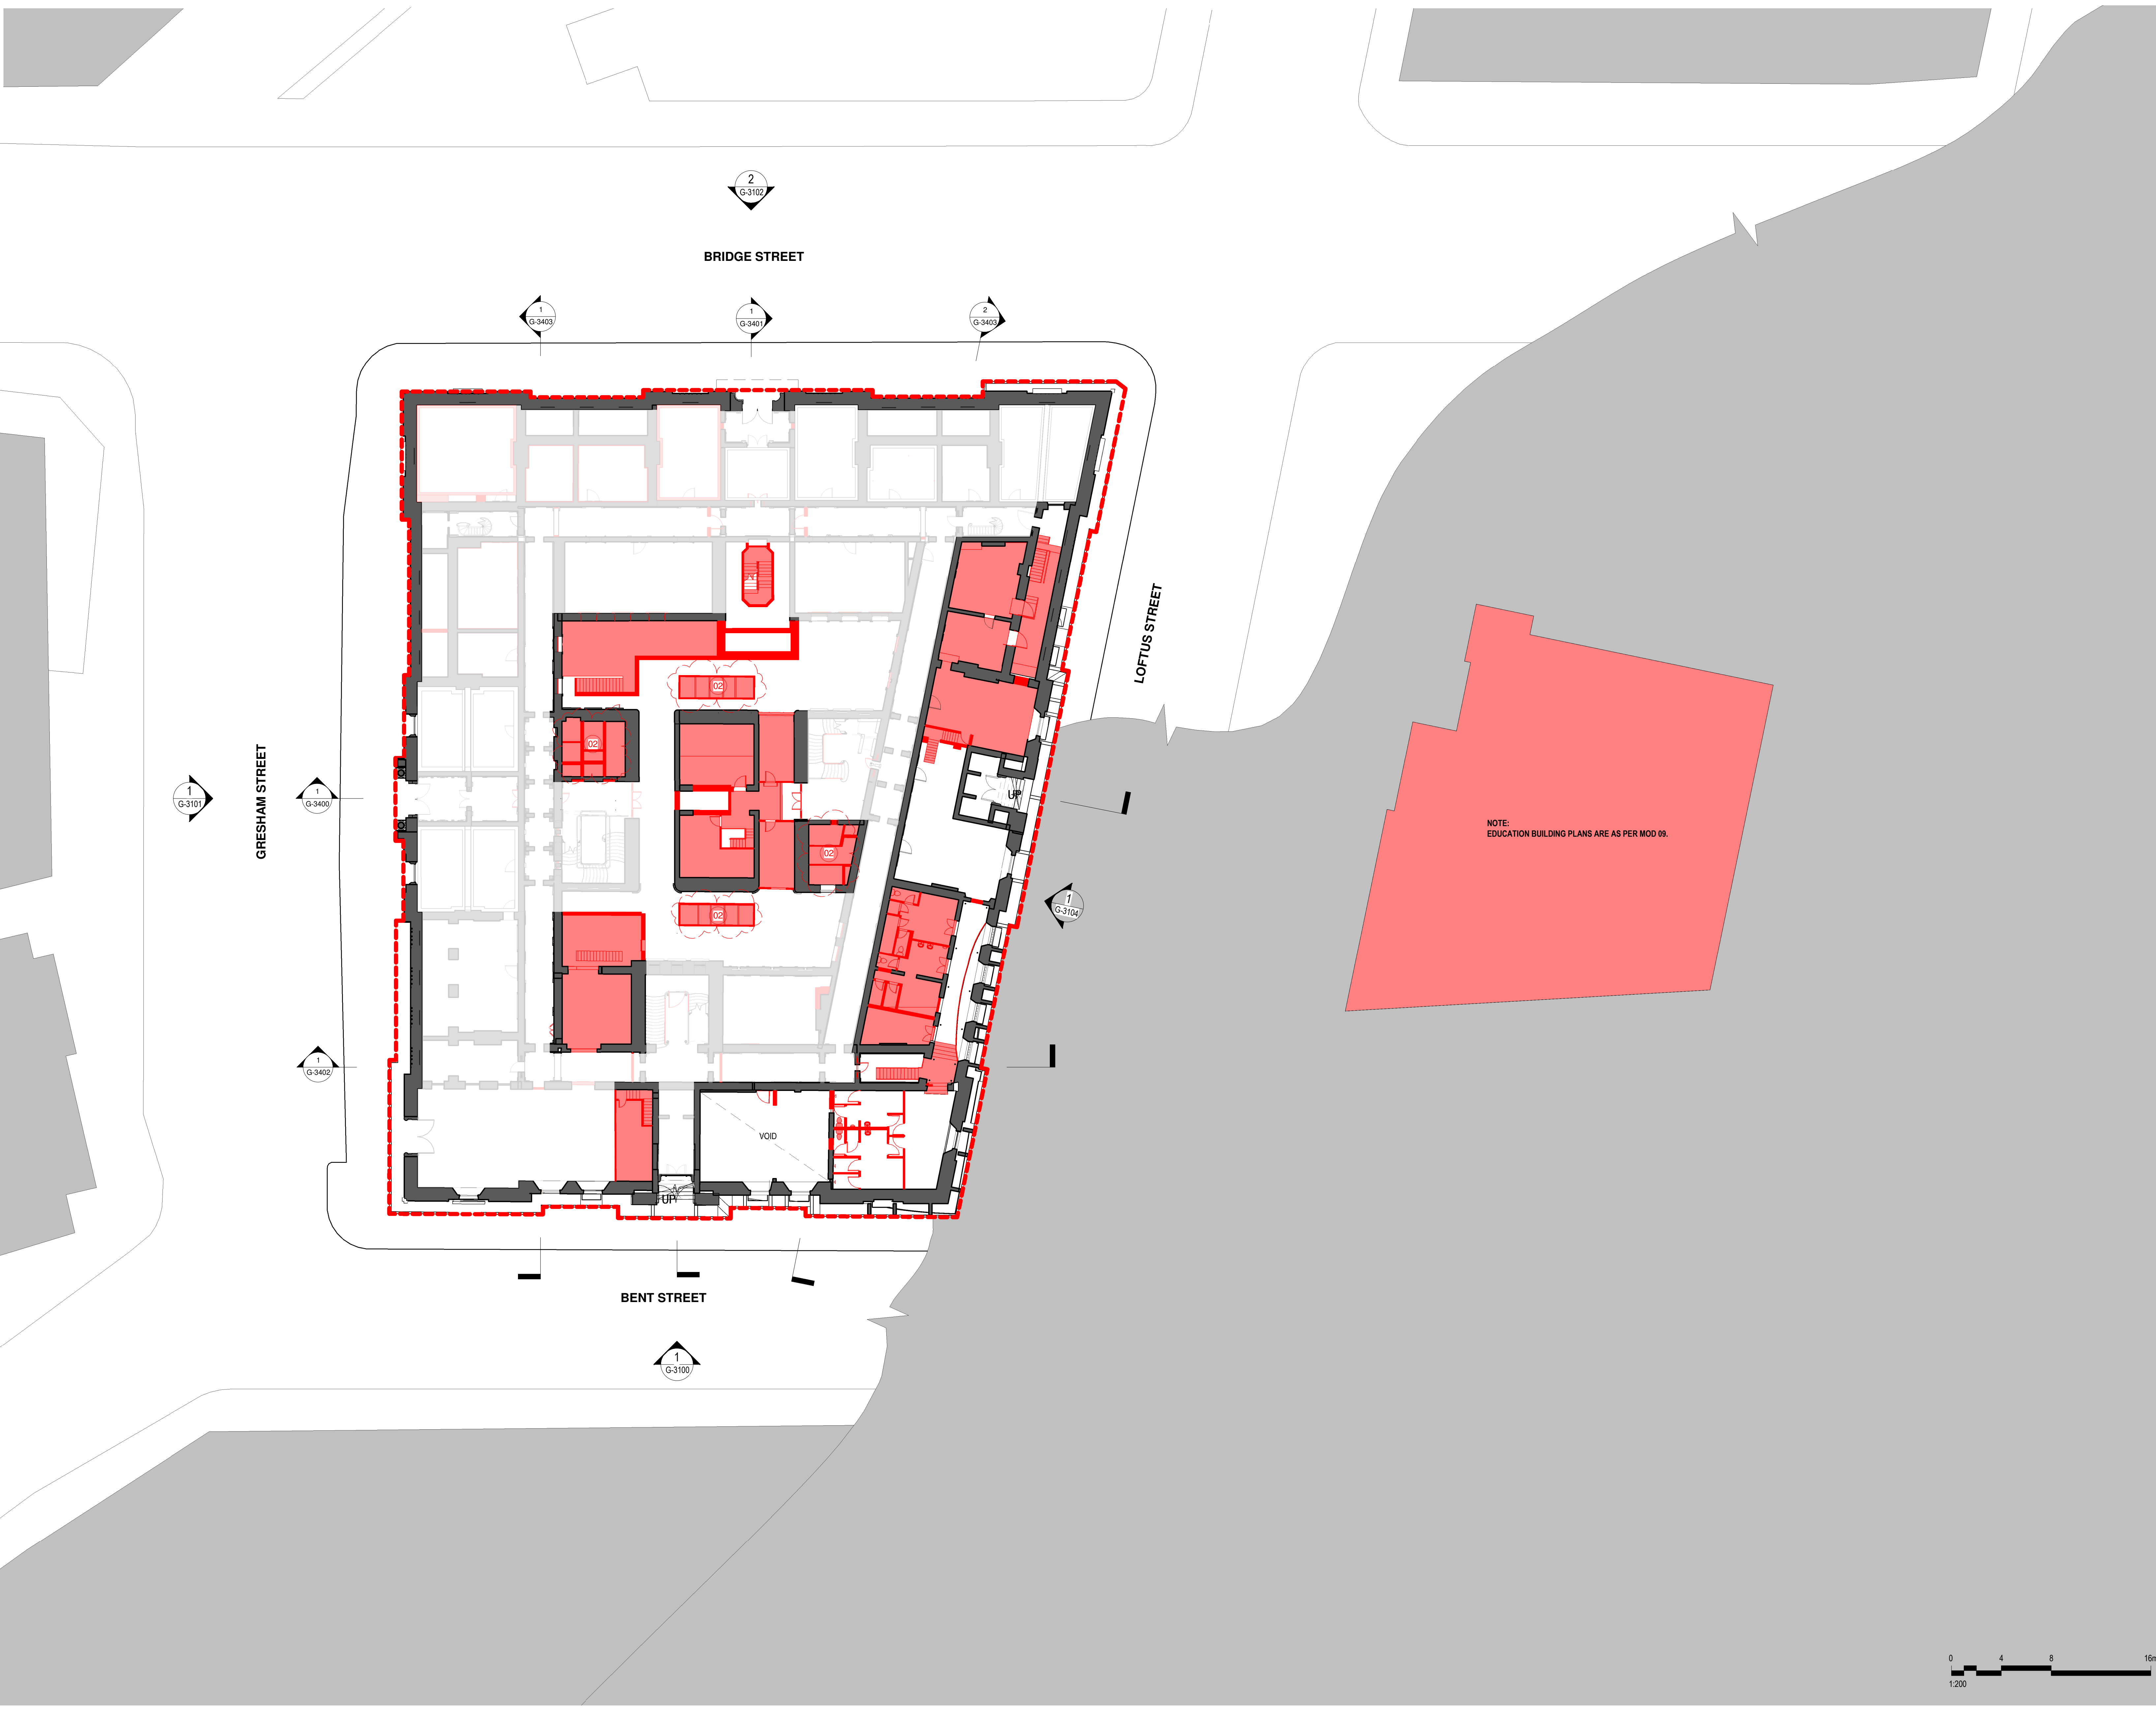 2
G-3102
BRIDGE STREET
1
G-3403
1
G-3401
2
G-3403
LOFTUS STREET
02
02
GRESHAM STREET
1
G-3101
1
G-3400
UP
NOTE:
EDUCATION BUILDING PLANS ARE AS PER MOD 09.
02
1
G-3104
02
1
G-3402
VOID
UP
BENT STREET
1
G-3100
0 4 8 16m
1:200